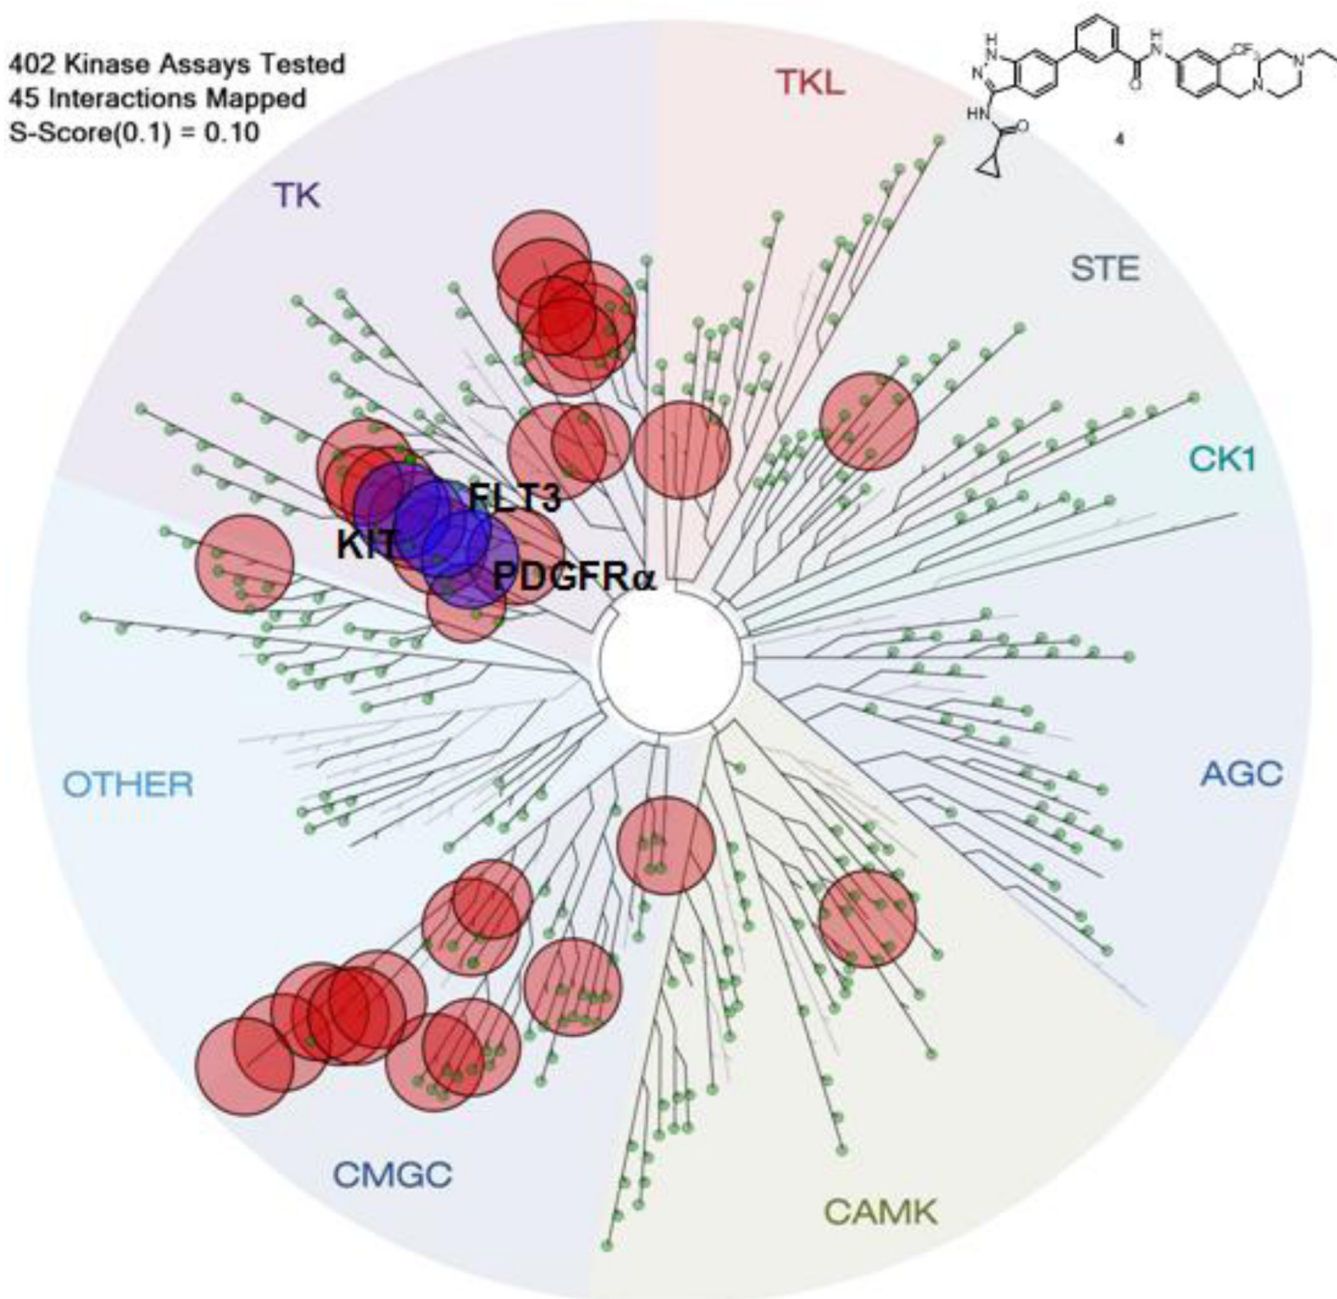 402 Kinase Assays Tested
45 Interactions Mapped
S-Score(0.1) = 0.10
H
N
N
HN
O
O
H
N
CF3
N
N
4
TKL
TK
STE
CK1
FLT3
KIT
PDGFRα
OTHER
AGC
CMGC
CAMK